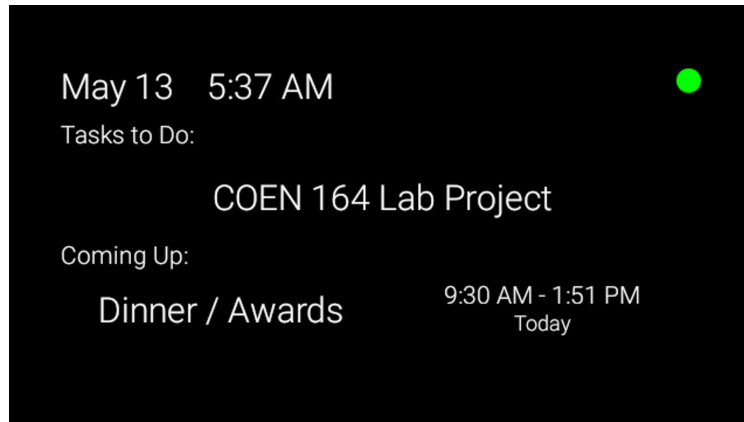 May 13 5:37 AM
Tasks to Do:
COEN 164 Lab Project
Coming Up:
Dinner / Awards
9:30 AM - 1:51 PM
Today